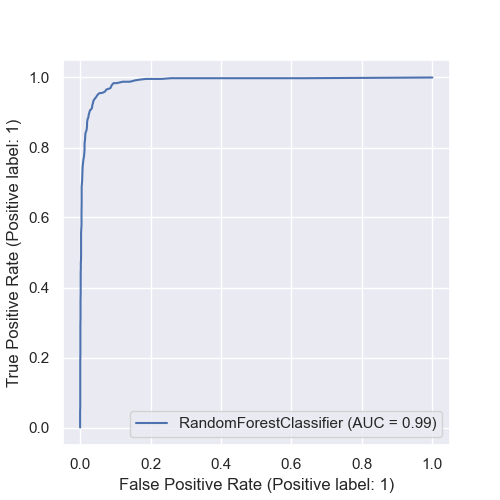 1.0
0.8
0.6
0.4
0.2
0.0
True Positive Rate (Positive label: 1)
RandomForestClassifier (AUC = 0.99)
0.0 0.2 0.4 0.6 0.8 1.0
False Positive Rate (Positive label: 1)